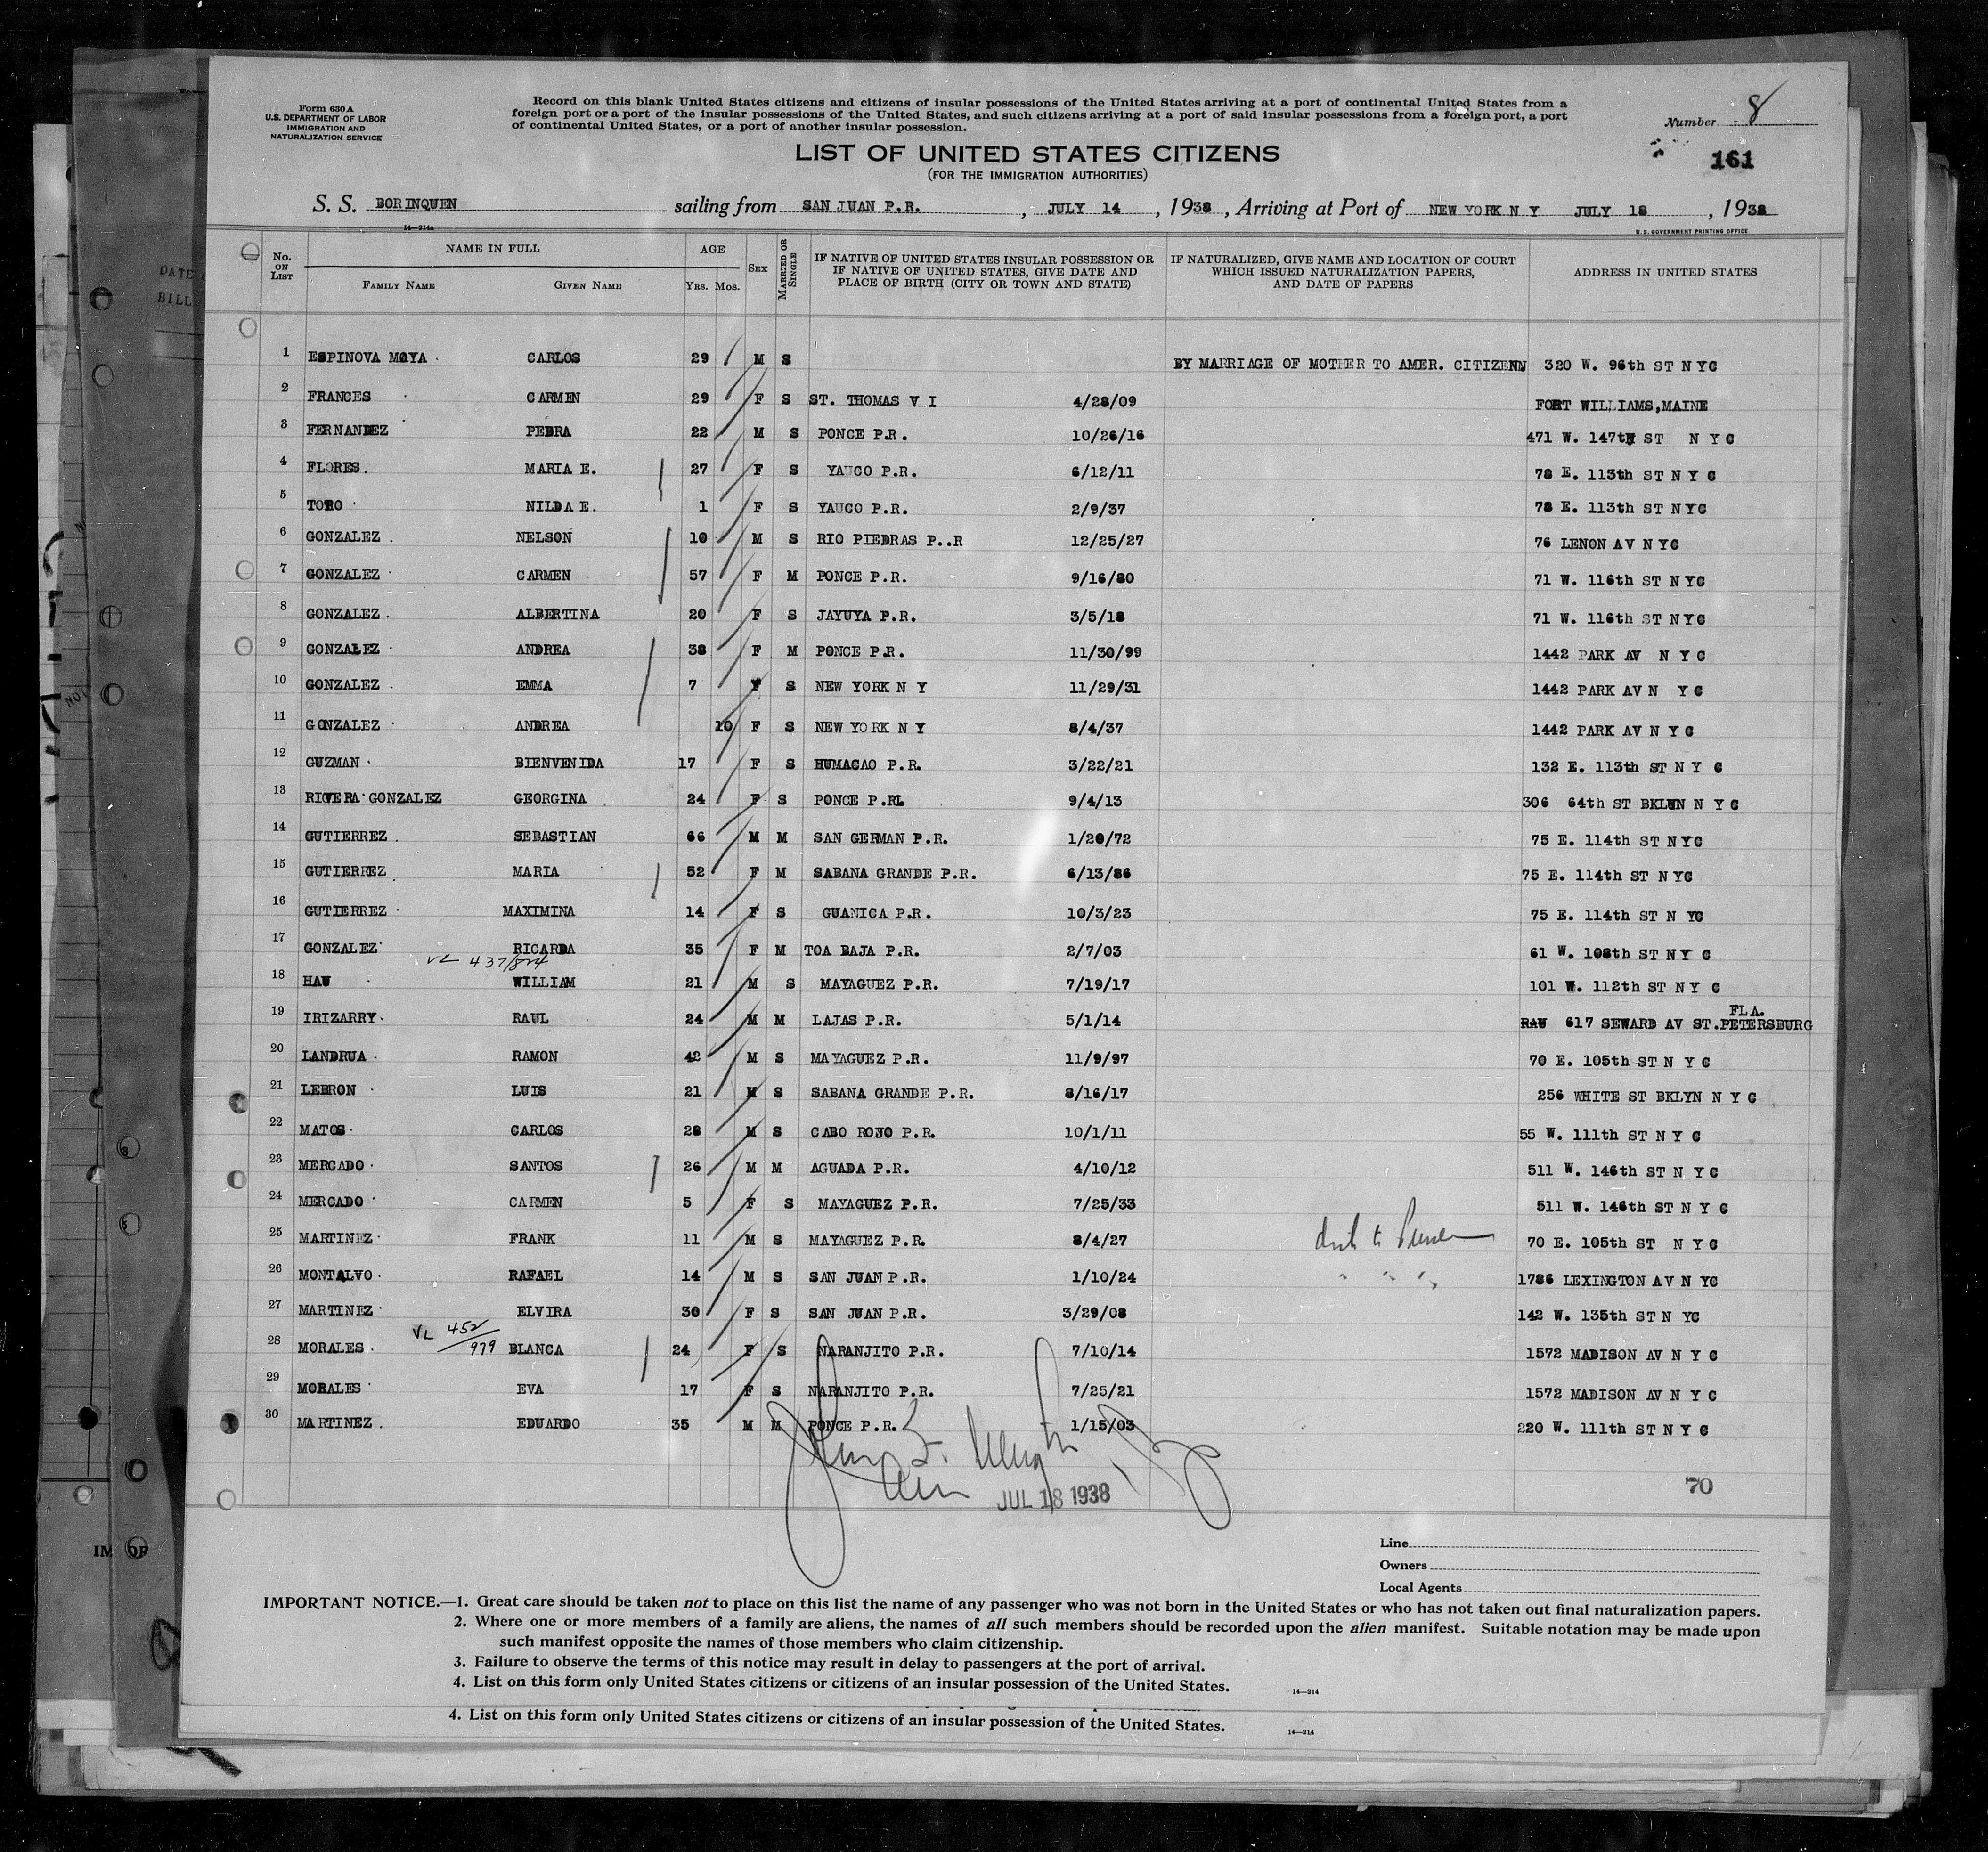 Form 630 A
U.S. DEPARTMENT OF LABOR
IMMIGRATION AND
NATURALIZATION SERVICE
Record on this blank United States citizens and citizens of insular possessions of the United States arriving at a port of continental United States from a
foreign port or a port of the insular possessions of the United States, and such citizens arriving at a port of said insular possessions from a foreign port, a port
of continental United States, or a port of another insular possession.
Number 8
161
LIST OF UNITED STATES CITIZENS
(FOR THE IMMIGRATION AUTHORITIES)
S. S. BORINQUEN sailing from SAN JUAN P.R. , JULY 14 , 1938 , Arriving at Port of NEW YORK N Y JULY 18 , 1938
14—214a
U. S. GOVERNMENT PRINTING OFFICE
DATE
BILL
No. ON LIST
NAME IN FULL
FAMILY NAME
GIVEN NAME
AGE
YRS. MOS.
SEX
MARRIED OR SINGLE
IF NATIVE OF UNITED STATES INSULAR POSSESSION OR
IF NATIVE OF UNITED STATES, GIVE DATE AND
PLACE OF BIRTH (CITY OR TOWN AND STATE)
IF NATURALIZED, GIVE NAME AND LOCATION OF COURT
WHICH ISSUED NATURALIZATION PAPERS,
AND DATE OF PAPERS
ADDRESS IN UNITED STATES
1 ESPINOVA MOYA CARLOS 29 M S BY MARRIAGE OF MOTHER TO AMER. CITIZENN 320 W. 96th ST N YC
2 FRANCES CARMEN 29 F S ST. THOMAS V I 4/28/09 FORT WILLIAMS,MAINE
3 FERNANDEZ PEDRA 22 M S PONCE P.R. 10/26/16 471 W. 147th ST N Y C
4 FLORES. MARIA E. 27 F S YAUCO P.R. 6/12/11 78 E. 113th ST N Y C
5 TORO NILDA E. 1 F S YAUCO P.R. 2/9/37 78 E. 113th ST NYC
6 GONZALEZ . NELSON 10 M S RIO PIEDRAS P..R 12/25/27 76 LENON AV N YC
7 GONZALEZ CARMEN 57 F M PONCE P.R. 9/16/80 71 W. 116th ST NYC
8 GONZALEZ . ALBERTINA 20 F S JAYUYA P.R. 3/5/18 71 W. 116th ST NYC
9 GONZALEZ ANDREA 38 F M PONCE P.R. 11/30/99 1442 PARK AV N Y C
10 GONZALEZ . EMMA 7 F S NEW YORK N Y 11/29/31 1442 PARK AV N Y C
11 GONZALEZ ANDREA 10 F S NEW YORK N Y 8/4/37 1442 PARK AV N Y C
12 GUZMAN BIENVENIDA 17 F S HUMACAO P.R. 3/22/21 132 E. 113th ST N Y C
13 RIVERA GONZALEZ GEORGINA 24 F S PONCE P.RL 9/4/13 306 64th ST BKLYN N Y C
14 GUTIERREZ . SEBASTIAN 66 M M SAN GERMAN P.R. 1/20/72 75 E. 114th ST NYC
15 GUTIERREZ . MARIA 52 F M SABANA GRANDE P.R. 6/13/86 75 E. 114th ST N YC
16 GUTIERREZ MAXIMINA 14 F S GUANICA P.R. 10/3/23 75 E. 114th ST N YC
17 GONZALEZ RICARDA 35 F M TOA BAJA P.R. 2/7/03 61 W. 108th ST NY C
VL 437/824
18 HAU WILLIAM 21 M S MAYAGUEZ P.R. 7/19/17 101 W. 112th ST N Y C
FLA.
19 IRIZARRY. RAUL 24 M M LAJAS P.R. 5/1/14 RAU 617 SEWARD AV ST.PETERSBURG
20 LANDRUA . RAMON 42 M S MAYAGUEZ P.R. 11/9/97 70 E. 105th ST N Y C
21 LEBRON LUIS 21 M S SABANA GRANDE P.R. 8/16/17 256 WHITE ST BKLYN N Y C
22 MATOS CARLOS 28 M S CABO ROJO P.R. 10/1/11 55 W. 111th ST N Y C
23 MERCADO SANTOS 26 M M AGUADA P.R. 4/10/12 511 W. 146th ST N Y C
24 MERCADO CARMEN 5 F S MAYAGUEZ P.R. 7/25/33 511 W. 146th ST N Y C
25 MARTINEZ FRANK 11 M S MAYAGUEZ P.R. 8/4/27 70 E. 105th ST N Y C
26 MONTALVO. RAFAEL 14 M S SAN JUAN P.R. 1/10/24 1786 LEXINGTON AV N YC
27 MARTINEZ ELVIRA 30 F S SAN JUAN P.R. 3/29/08 142 W. 135th ST N YC
VL 452/979
28 MORALES . BLANCA 24 F S NARANJITO P.R. 7/10/14 1572 MADISON AV N Y C
29 MORALES EVA 17 F S NARANJITO P.R. 7/25/21 1572 MADISON AV N Y C
30 MARTINEZ . EDUARDO 35 M M PONCE P.R. 1/15/03 220 W. 111th ST N Y C
JUL 18 1938
70
Line
Owners
Local Agents
IMPORTANT NOTICE.—1. Great care should be taken not to place on this list the name of any passenger who was not born in the United States or who has not taken out final naturalization papers.
2. Where one or more members of a family are aliens, the names of all such members should be recorded upon the alien manifest. Suitable notation may be made upon
such manifest opposite the names of those members who claim citizenship.
3. Failure to observe the terms of this notice may result in delay to passengers at the port of arrival.
4. List on this form only United States citizens or citizens of an insular possession of the United States.
14—214
4. List on this form only United States citizens or citizens of an insular possession of the United States.
14—214